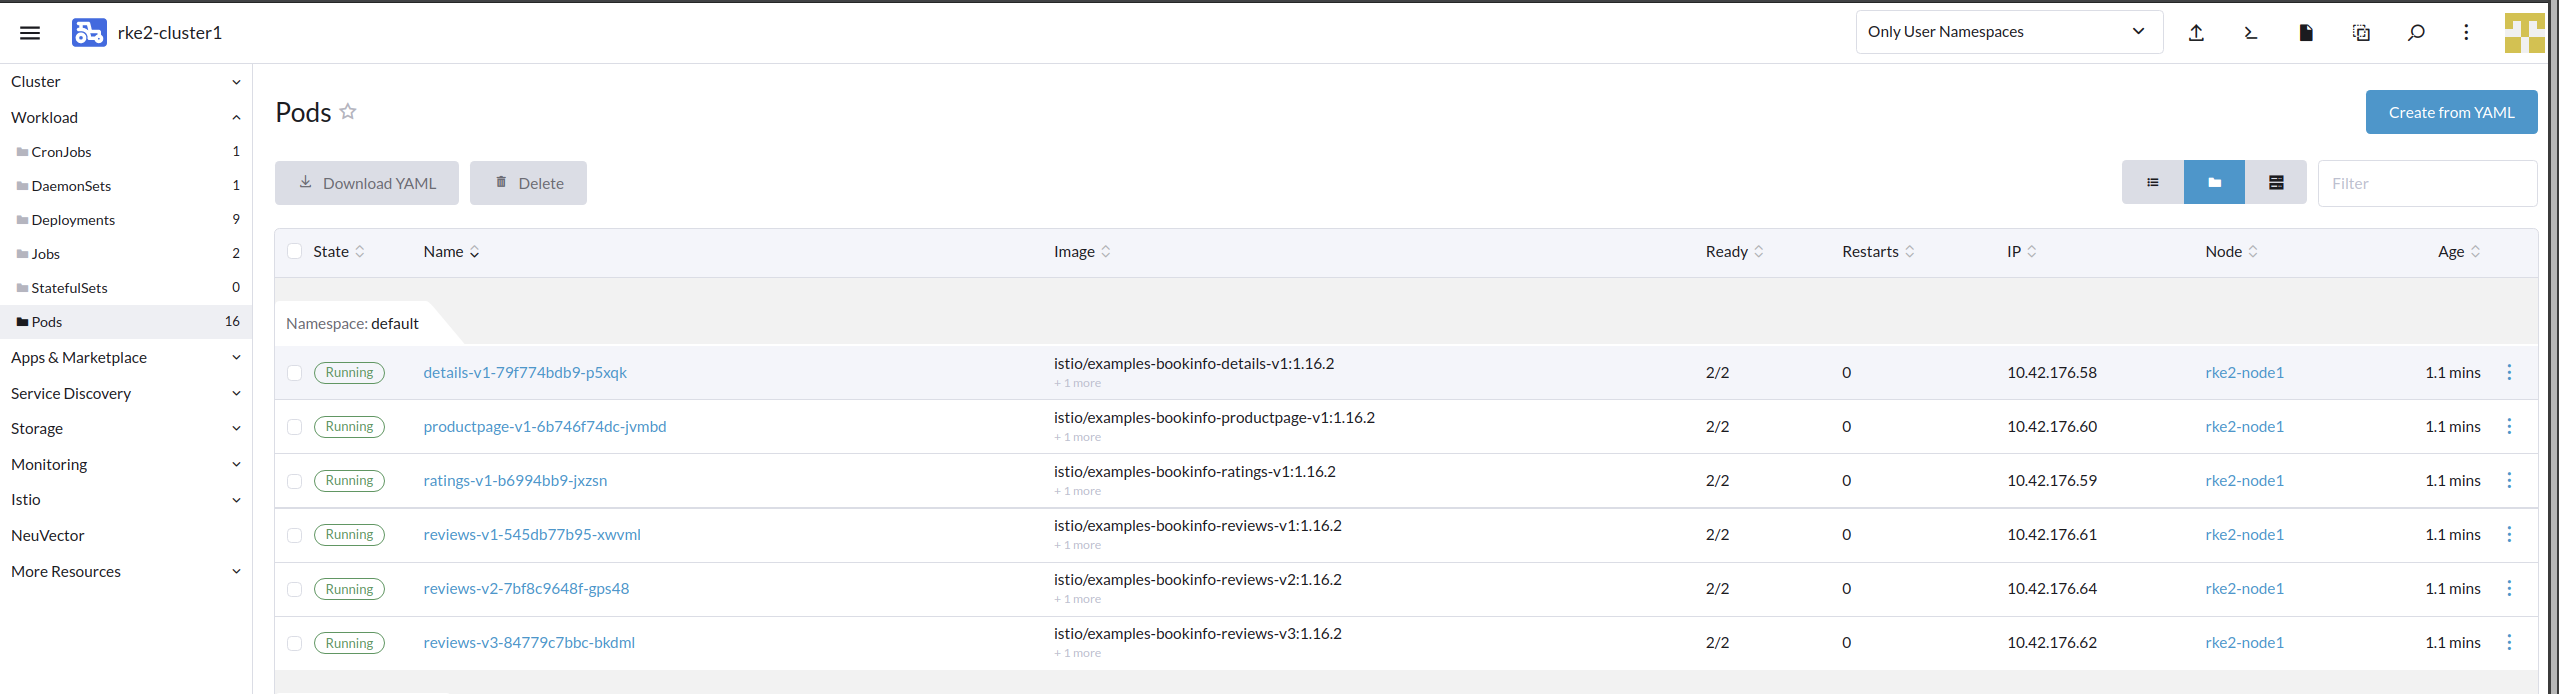 rke2-cluster1
Only User Namespaces
Cluster
Workload
CronJobs 1
DaemonSets 1
Deployments 9
Jobs 2
StatefulSets 0
Pods 16
Apps & Marketplace
Service Discovery
Storage
Monitoring
Istio
NeuVector
More Resources
Pods
Create from YAML
Download YAML Delete
Filter
State Name Image Ready Restarts IP Node Age
Namespace: default
Running details-v1-79f774bdb9-p5xqk istio/examples-bookinfo-details-v1:1.16.2 2/2 0 10.42.176.58 rke2-node1 1.1 mins
+ 1 more
Running productpage-v1-6b746f74dc-jvmbd istio/examples-bookinfo-productpage-v1:1.16.2 2/2 0 10.42.176.60 rke2-node1 1.1 mins
+ 1 more
Running ratings-v1-b6994bb9-jxzsn istio/examples-bookinfo-ratings-v1:1.16.2 2/2 0 10.42.176.59 rke2-node1 1.1 mins
+ 1 more
Running reviews-v1-545db77b95-xwvml istio/examples-bookinfo-reviews-v1:1.16.2 2/2 0 10.42.176.61 rke2-node1 1.1 mins
+ 1 more
Running reviews-v2-7bf8c9648f-gps48 istio/examples-bookinfo-reviews-v2:1.16.2 2/2 0 10.42.176.64 rke2-node1 1.1 mins
+ 1 more
Running reviews-v3-84779c7bbc-bkdml istio/examples-bookinfo-reviews-v3:1.16.2 2/2 0 10.42.176.62 rke2-node1 1.1 mins
+ 1 more